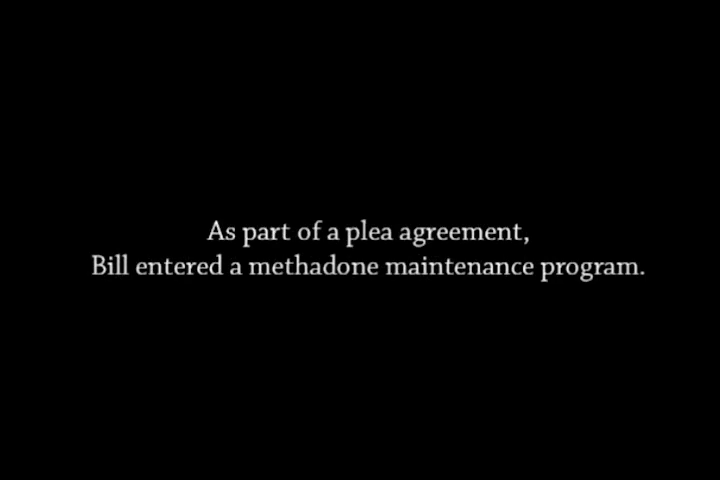 As part of a plea agreement,
Bill entered a methadone maintenance program.